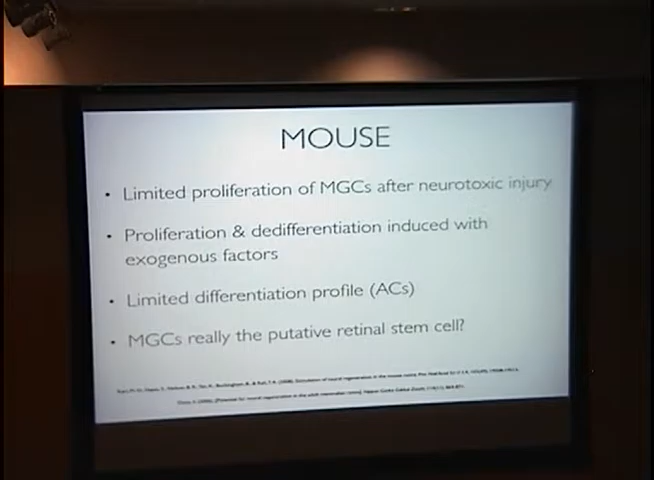 MOUSE
• Limited proliferation of MGCs after neurotoxic injury
• Proliferation & dedifferentiation induced with
exogenous factors
• Limited differentiation profile (ACs)
• MGCs really the putative retinal stem cell?